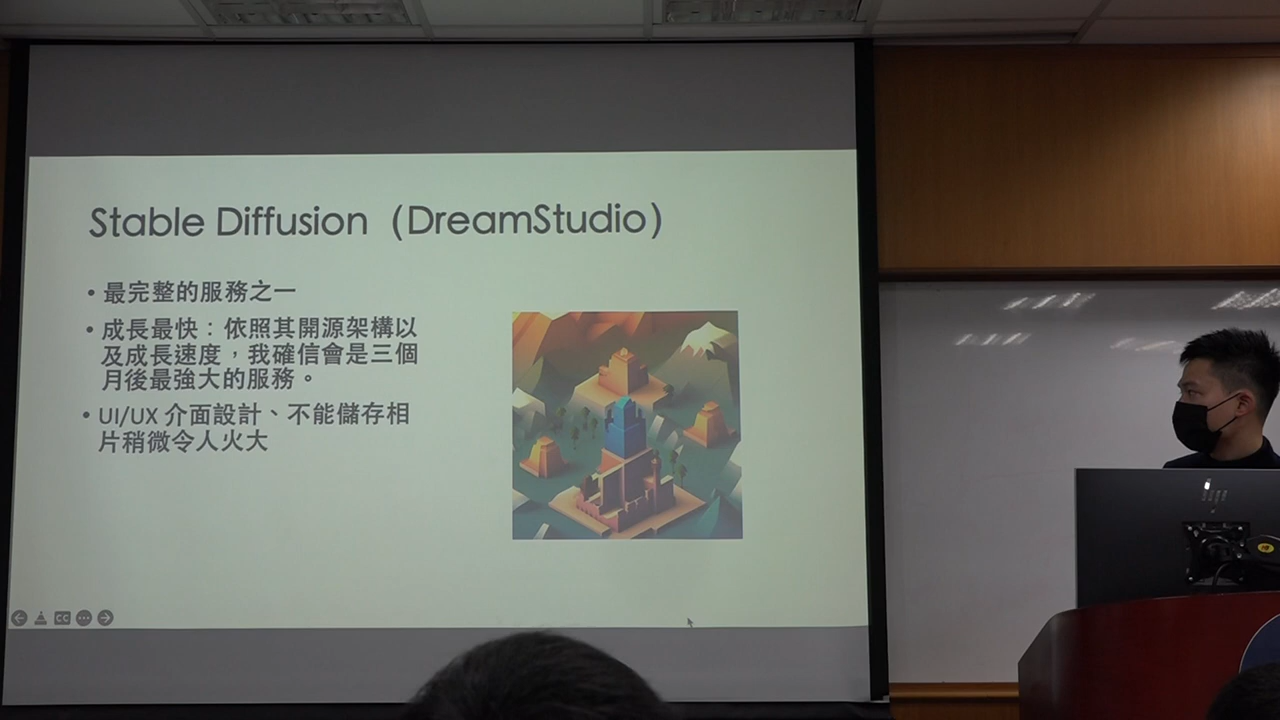 Stable Diffusion (DreamStudio)
• 最完整的服務之一
• 成長最快：依照其開源架構以
及成長速度，我確信會是三個
月後最強大的服務。
• UI/UX 介面設計、不能儲存相
片稍微令人火大
CC
hp